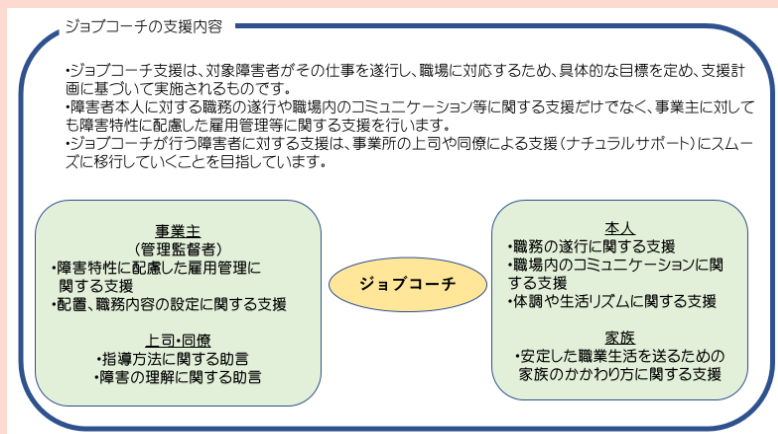 ジョブコーチの支援内容
・ジョブコーチ支援は、対象障害者がその仕事を遂行し、職場に対応するため、具体的な目標を定め、支援計
画に基づいて実施されるものです。
・障害者本人に対する職務の遂行や職場内のコミュニケーション等に関する支援だけでなく、事業主に対して
も障害特性に配慮した雇用管理等に関する支援を行います。
・ジョブコーチが行う障害者に対する支援は、事業所の上司や同僚による支援(ナチュラルサポート)にスムー
ズに移行していくことを目指しています。
事業主
(管理監督者)
・障害特性に配慮した雇用管理に
関する支援
・配置、職務内容の設定に関する支援
上司・同僚
・指導方法に関する助言
・障害の理解に関する助言
ジョブコーチ
本人
・職務の遂行に関する支援
・職場内のコミュニケーションに関
する支援
・体調や生活リズムに関する支援
家族
・安定した職業生活を送るための
家族のかかわり方に関する支援